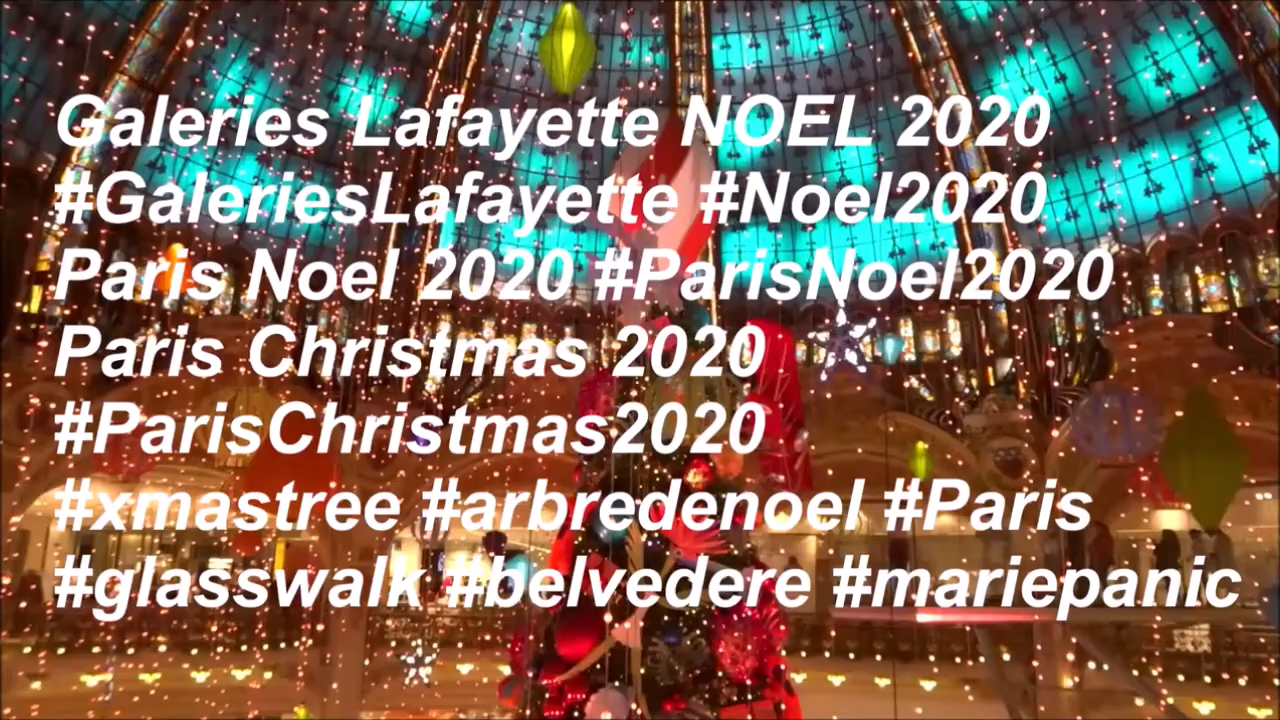 Galeries Lafayette NOEL 2020
#GaleriesLafayette #Noel2020
Paris Noel 2020 #ParisNoel2020
Paris Christmas 2020
#ParisChristmas2020
#xmastree #arbredenoel #Paris
#glasswalk #belvedere #mariepanic